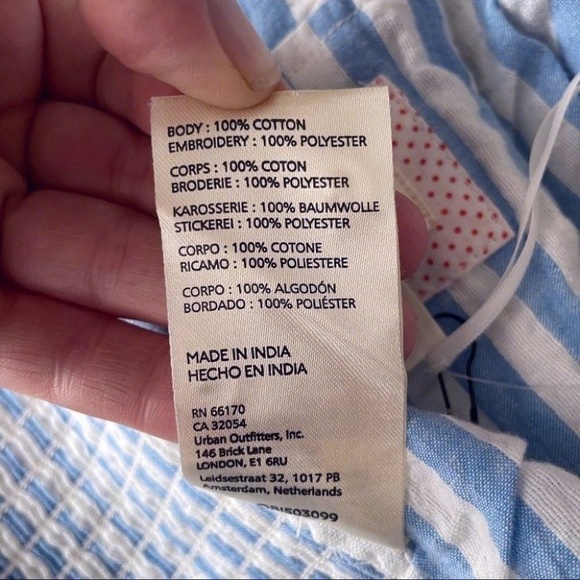 BODY : 100% COTTON
EMBROIDERY : 100% POLYESTER
CORPS : 100% COTON
BRODERIE : 100% POLYESTER
KAROSSERIE : 100% BAUMWOLLE
STICKEREI : 100% POLYESTER
CORPO : 100% COTONE
RICAMO : 100% POLIESTERE
CORPO : 100% ALGODÓN
BORDADO : 100% POLIÉSTER
MADE IN INDIA
HECHO EN INDIA
RN 66170
CA 32054
Urban Outfitters, Inc.
146 Brick Lane
LONDON, E1 6RU
Leidsestraat 32, 1017 PB
Amsterdam, Netherlands